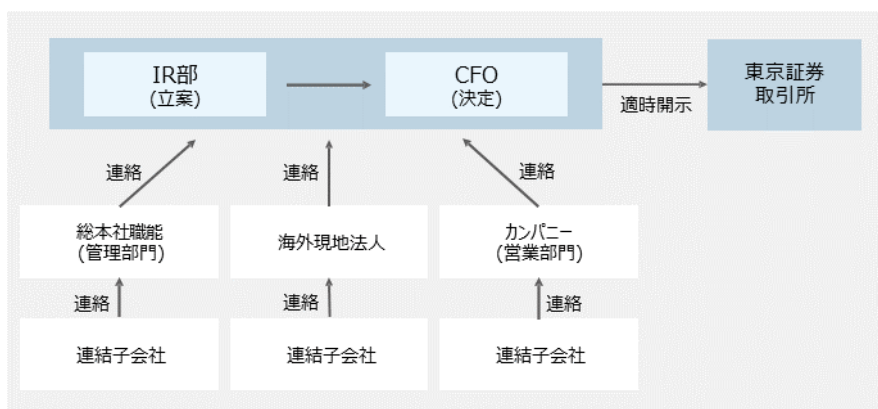 IR部
(立案)
CFO
(決定)
適時開示
東京証券
取引所
連絡
連絡
連絡
総本社職能
(管理部門)
海外現地法人
カンパニー
(営業部門)
連絡
連絡
連絡
連結子会社
連結子会社
連結子会社